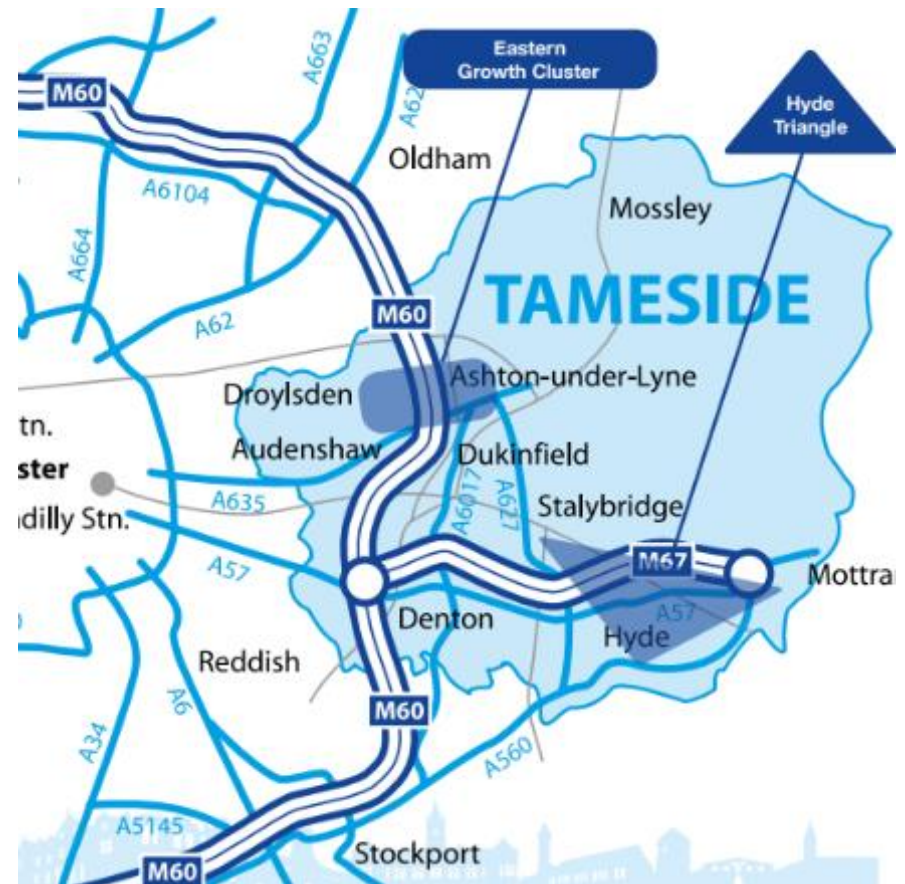 Eastern
Growth Cluster
Hyde
Triangle
A663
M60
A62
Oldham
A6104
Mossley
A664
TAMESIDE
M60
A62
Ashton-under-Lyne
Droylsden
tn.
Audenshaw
Dukinfield
ster
A635
A6017
A627
Stalybridge
dilly Stn.
A57
M67
Mottra
Denton
A57
Hyde
Reddish
A6
M60
A34
A560
A5145
Stockport
M60